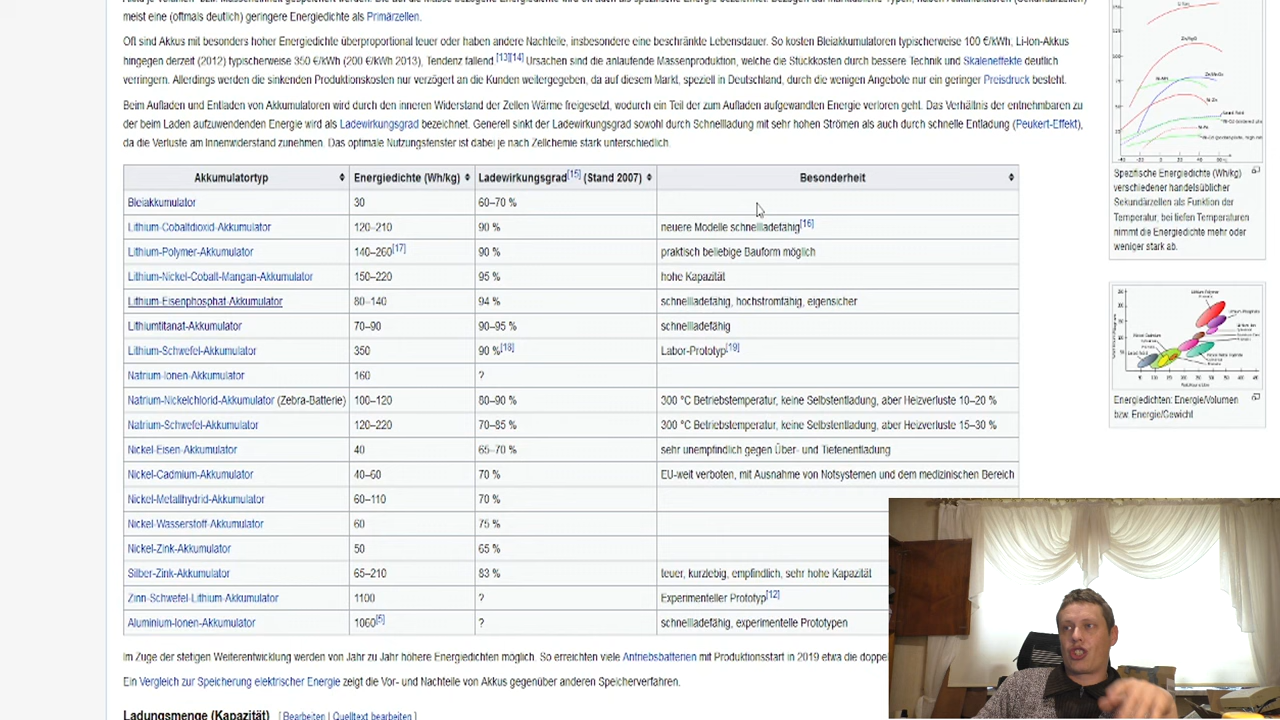 meist eine (oftmals deutlich) geringere Energiedichte als Primärzellen.
Oft sind Akkus mit besonders hoher Energiedichte überproportional teuer oder haben andere Nachteile, insbesondere eine beschränkte Lebensdauer. So kosten Bleiakkumulatoren typischerweise 100 €/kWh, Li-Ion-Akkus
hingegen derzeit (2012) typischerweise 350 €/kWh (200 €/kWh 2013), Tendenz fallend.[13][14] Ursachen sind die anlaufende Massenproduktion, welche die Stückkosten durch bessere Technik und Skaleneffekte deutlich
verringern. Allerdings werden die sinkenden Produktionskosten nur verzögert an die Kunden weitergegeben, da auf diesem Markt, speziell in Deutschland, durch die wenigen Angebote nur ein geringer Preisdruck besteht.
Beim Aufladen und Entladen von Akkumulatoren wird durch den inneren Widerstand der Zellen Wärme freigesetzt, wodurch ein Teil der zum Aufladen aufgewandten Energie verloren geht. Das Verhältnis der entnehmbaren zu
der beim Laden aufzuwendenden Energie wird als Ladewirkungsgrad bezeichnet. Generell sinkt der Ladewirkungsgrad sowohl durch Schnellladung mit sehr hohen Strömen als auch durch schnelle Entladung (Peukert-Effekt),
da die Verluste am Innenwiderstand zunehmen. Das optimale Nutzungsfenster ist dabei je nach Zellchemie stark unterschiedlich.
Akkumulatortyp Energiedichte (Wh/kg) Ladewirkungsgrad[15] (Stand 2007) Besonderheit
Bleiakkumulator 30 60–70 %
Lithium-Cobaltdioxid-Akkumulator 120–210 90 % neuere Modelle schnellladefähig[16]
Lithium-Polymer-Akkumulator 140–260[17] 90 % praktisch beliebige Bauform möglich
Lithium-Nickel-Cobalt-Mangan-Akkumulator 150–220 95 % hohe Kapazität
Lithium-Eisenphosphat-Akkumulator 80–140 94 % schnellladefähig, hochstromfähig, eigensicher
Lithiumtitanat-Akkumulator 70–90 90–95 % schnellladefähig
Lithium-Schwefel-Akkumulator 350 90 %[18] Labor-Prototyp[19]
Natrium-Ionen-Akkumulator 160 ?
Natrium-Nickelchlorid-Akkumulator (Zebra-Batterie) 100–120 80–90 % 300 °C Betriebstemperatur, keine Selbstentladung, aber Heizverluste 10–20 %
Natrium-Schwefel-Akkumulator 120–220 70–85 % 300 °C Betriebstemperatur, keine Selbstentladung, aber Heizverluste 15–30 %
Nickel-Eisen-Akkumulator 40 65–70 % sehr unempfindlich gegen Über- und Tiefenentladung
Nickel-Cadmium-Akkumulator 40–60 70 % EU-weit verboten, mit Ausnahme von Notsystemen und dem medizinischen Bereich
Nickel-Metallhydrid-Akkumulator 60–110 70 %
Nickel-Wasserstoff-Akkumulator 60 75 %
Nickel-Zink-Akkumulator 50 65 %
Silber-Zink-Akkumulator 65–210 83 % teuer, kurzlebig, empfindlich, sehr hohe Kapazität
Zinn-Schwefel-Lithium-Akkumulator 1100 ? Experimenteller Prototyp[12]
Aluminium-Ionen-Akkumulator 1060[5] ? schnellladefähig, experimentelle Prototypen
Im Zuge der stetigen Weiterentwicklung werden von Jahr zu Jahr höhere Energiedichten möglich. So erreichten viele Antriebsbatterien mit Produktionsstart in 2019 etwa die doppe
Ein Vergleich zur Speicherung elektrischer Energie zeigt die Vor- und Nachteile von Akkus gegenüber anderen Speicherverfahren.
Ladungsmenge (Kapazität) [ Bearbeiten | Quelltext bearbeiten ]
Spezifische Energiedichte (Wh/kg)
verschiedener handelsüblicher
Sekundärzellen als Funktion der
Temperatur, bei tiefen Temperaturen
nimmt die Energiedichte mehr oder
weniger stark ab.
Energiedichten: Energie/Volumen
bzw. Energie/Gewicht